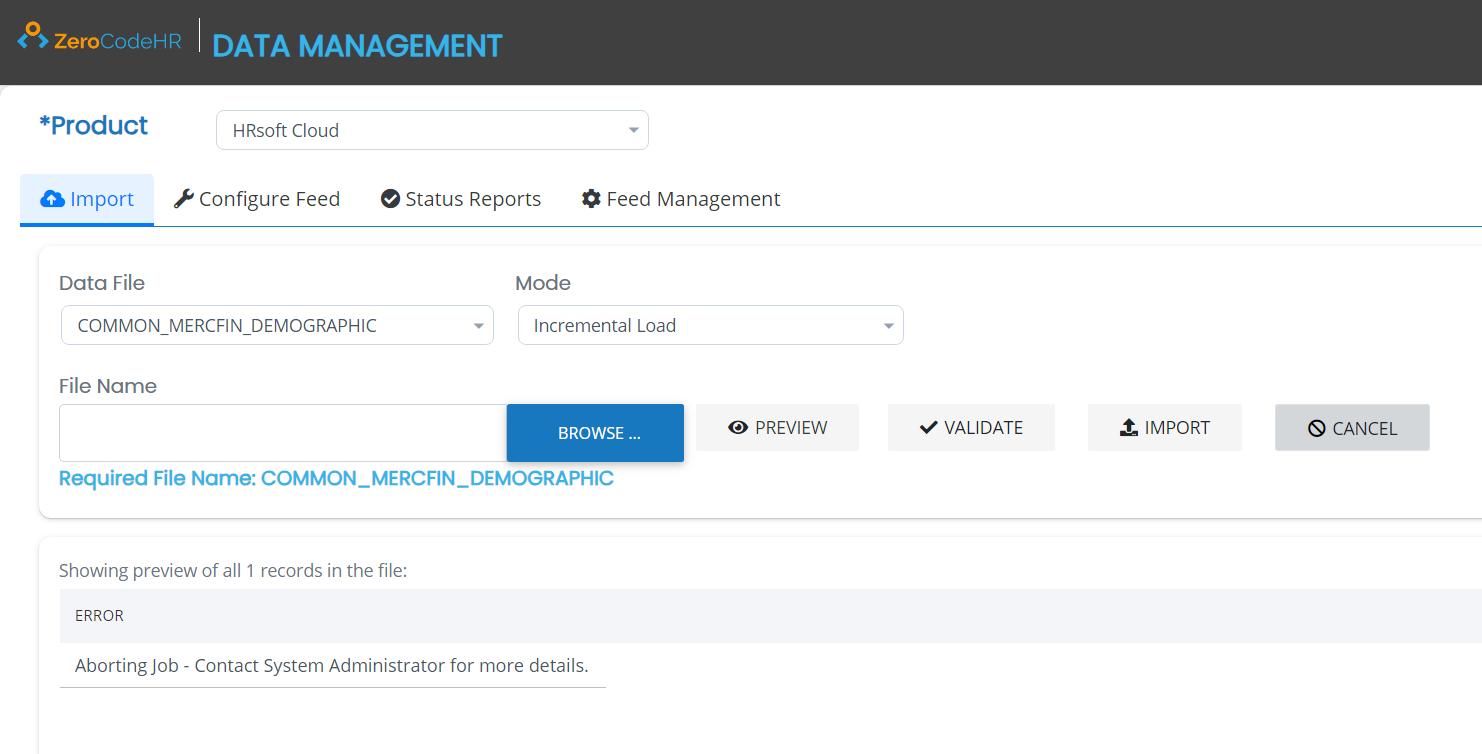 ZeroCodeHR DATA MANAGEMENT
*Product HRsoft Cloud
Import Configure Feed Status Reports Feed Management
Data File Mode
COMMON_MERCFIN_DEMOGRAPHIC Incremental Load
File Name
BROWSE ... PREVIEW VALIDATE IMPORT CANCEL
Required File Name: COMMON_MERCFIN_DEMOGRAPHIC
Showing preview of all 1 records in the file:
ERROR
Aborting Job - Contact System Administrator for more details.